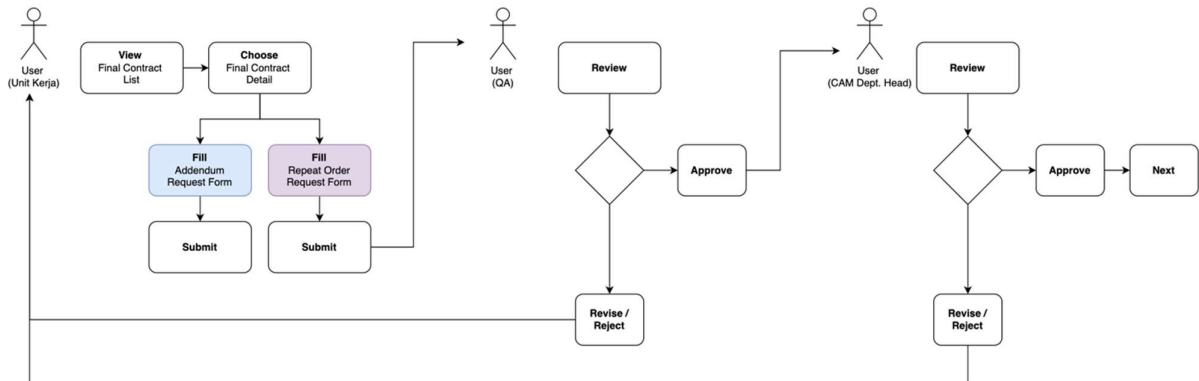 User
(Unit Kerja)
View
Final Contract
List
Choose
Final Contract
Detail
Fill
Addendum
Request Form
Fill
Repeat Order
Request Form
Submit
Submit
User
(QA)
Review
Approve
Revise /
Reject
User
(CAM Dept. Head)
Review
Approve
Next
Revise /
Reject